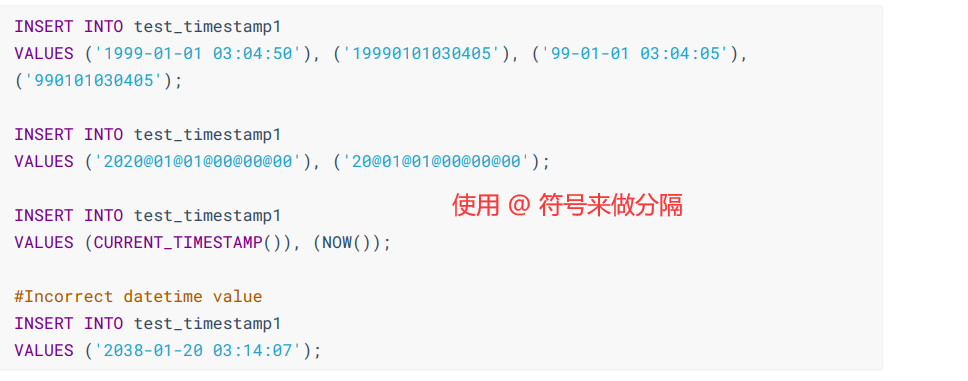 INSERT INTO test_timestamp1
VALUES ('1999-01-01 03:04:50'), ('19990101030405'), ('99-01-01 03:04:05'),
('990101030405');
INSERT INTO test_timestamp1
VALUES ('2020@01@01@00@00@00'), ('20@01@01@00@00@00');
使用 @ 符号来做分隔
INSERT INTO test_timestamp1
VALUES (CURRENT_TIMESTAMP()), (NOW());
#Incorrect datetime value
INSERT INTO test_timestamp1
VALUES ('2038-01-20 03:14:07');